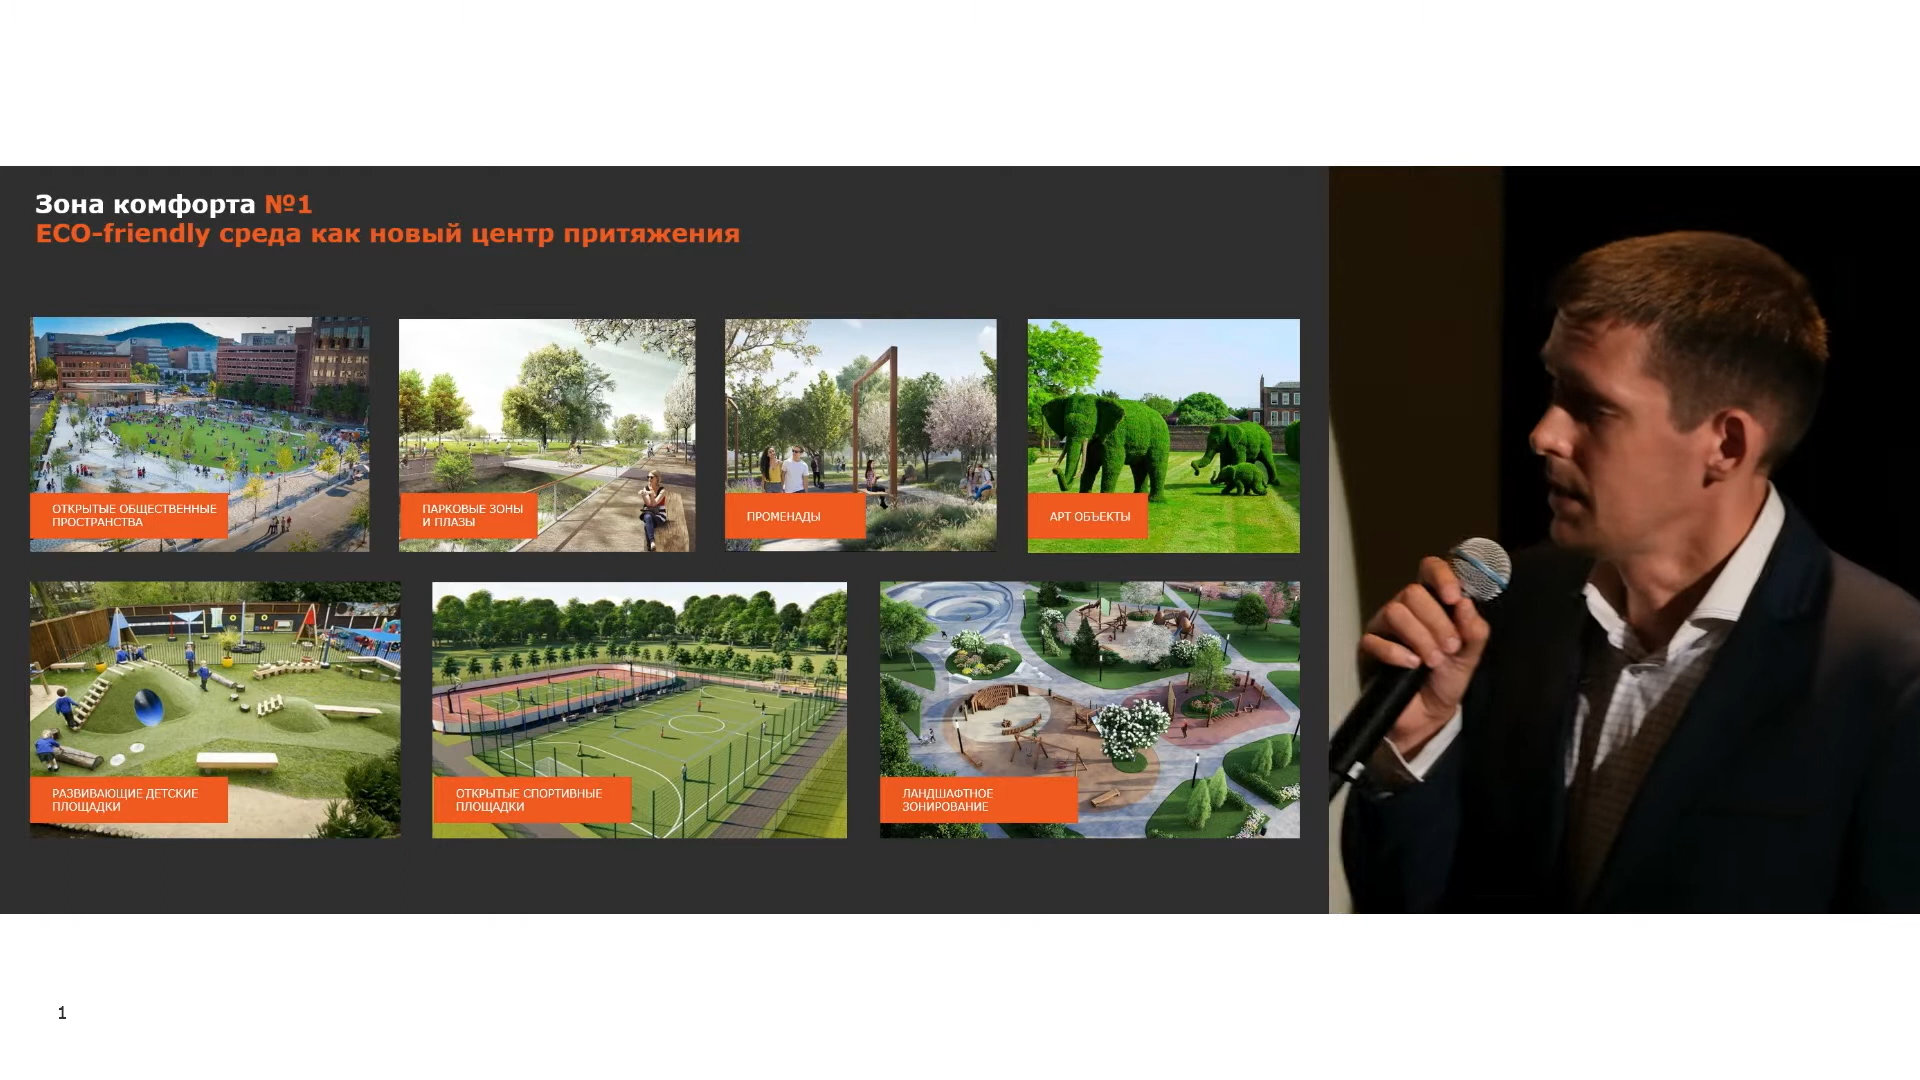 Зона комфорта №1
ECO-friendly среда как новый центр притяжения
ОТКРЫТЫЕ ОБЩЕСТВЕННЫЕ
ПРОСТРАНСТВА
ПАРКОВЫЕ ЗОНЫ
И ПЛАЗЫ
ПРОМЕНАДЫ
АРТ ОБЪЕКТЫ
РАЗВИВАЮЩИЕ ДЕТСКИЕ
ПЛОЩАДКИ
ОТКРЫТЫЕ СПОРТИВНЫЕ
ПЛОЩАДКИ
ЛАНДШАФТНОЕ
ЗОНИРОВАНИЕ
1